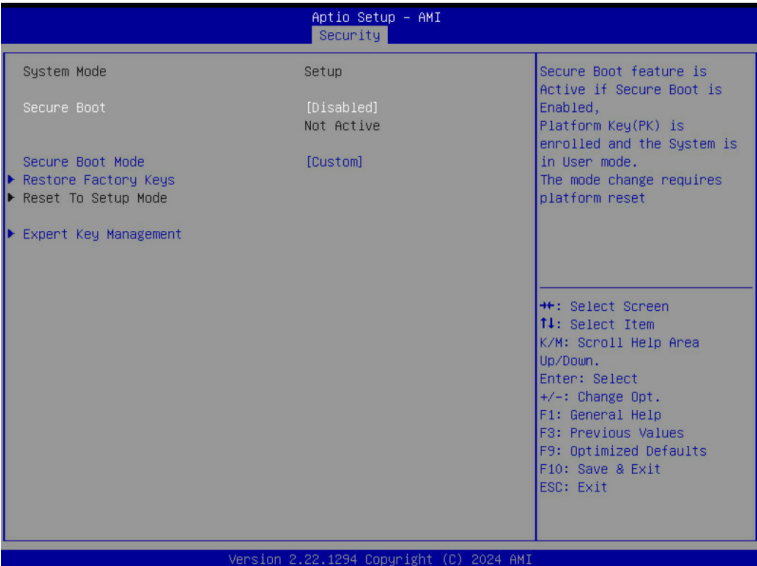 Aptio Setup - AMI
Security
System Mode Setup
Secure Boot [Disabled]
Not Active
Secure Boot Mode [Custom]
▶ Restore Factory Keys
▶ Reset To Setup Mode
▶ Expert Key Management
Secure Boot feature is
Active if Secure Boot is
Enabled,
Platform Key(PK) is
enrolled and the System is
in User mode.
The mode change requires
platform reset
→←: Select Screen
↑↓: Select Item
K/M: Scroll Help Area
Up/Down.
Enter: Select
+/-: Change Opt.
F1: General Help
F3: Previous Values
F9: Optimized Defaults
F10: Save & Exit
ESC: Exit
Version 2.22.1294 Copyright (C) 2024 AMI